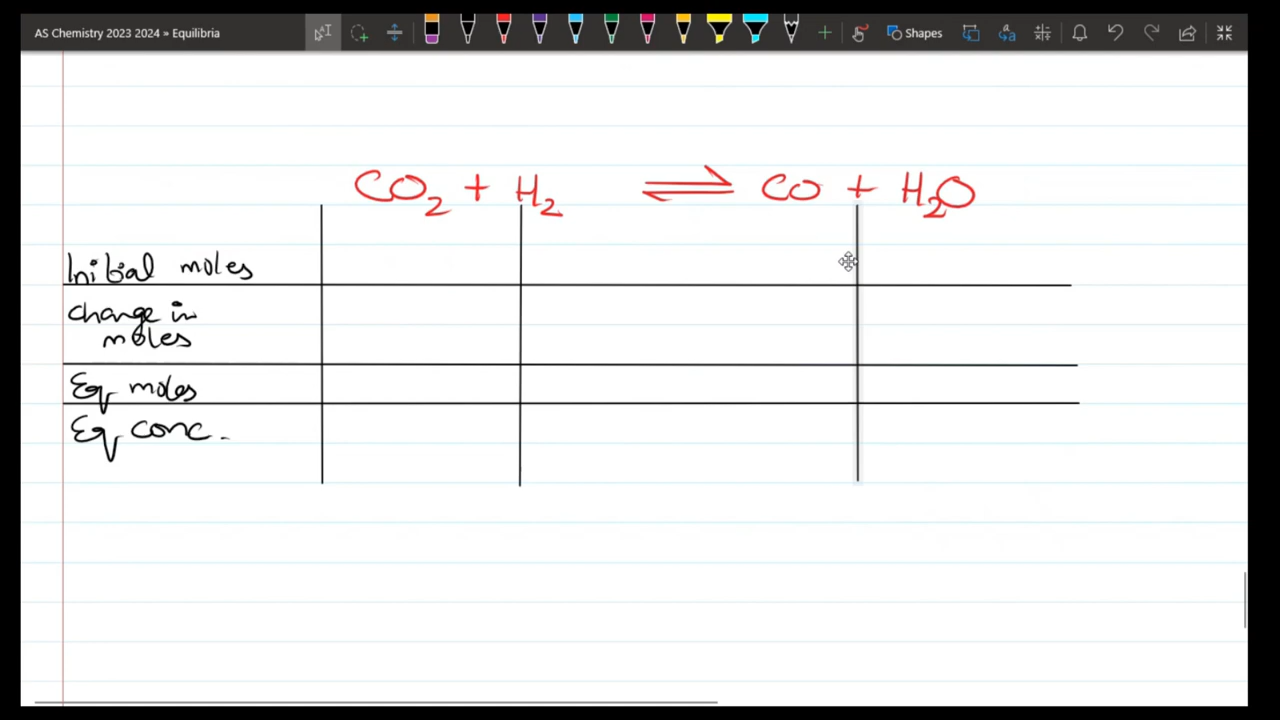 AS Chemistry 2023 2024 » Equilibria
Shapes
CO₂ + H₂ ⇌ CO + H₂O
Initial moles
change in
moles
Eq moles
Eq conc.